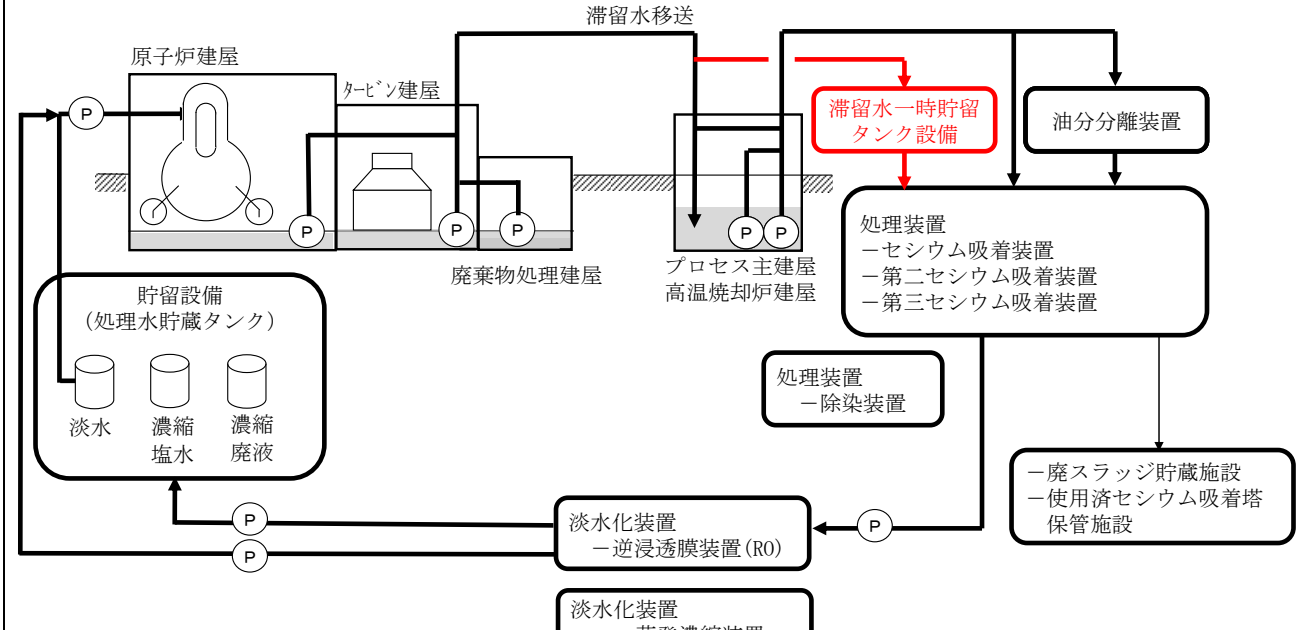 滞留水移送
原子炉建屋
P
ﾀｰﾋﾞﾝ建屋
滞留水一時貯留
タンク設備
油分分離装置
P
P
P
P
P
廃棄物処理建屋
プロセス主建屋
高温焼却炉建屋
処理装置
－セシウム吸着装置
－第二セシウム吸着装置
－第三セシウム吸着装置
貯留設備
（処理水貯蔵タンク）
淡水
濃縮
塩水
濃縮
廃液
処理装置
－除染装置
－廃スラッジ貯蔵施設
－使用済セシウム吸着塔
保管施設
P
P
P
淡水化装置
－逆浸透膜装置(RO)
淡水化装置